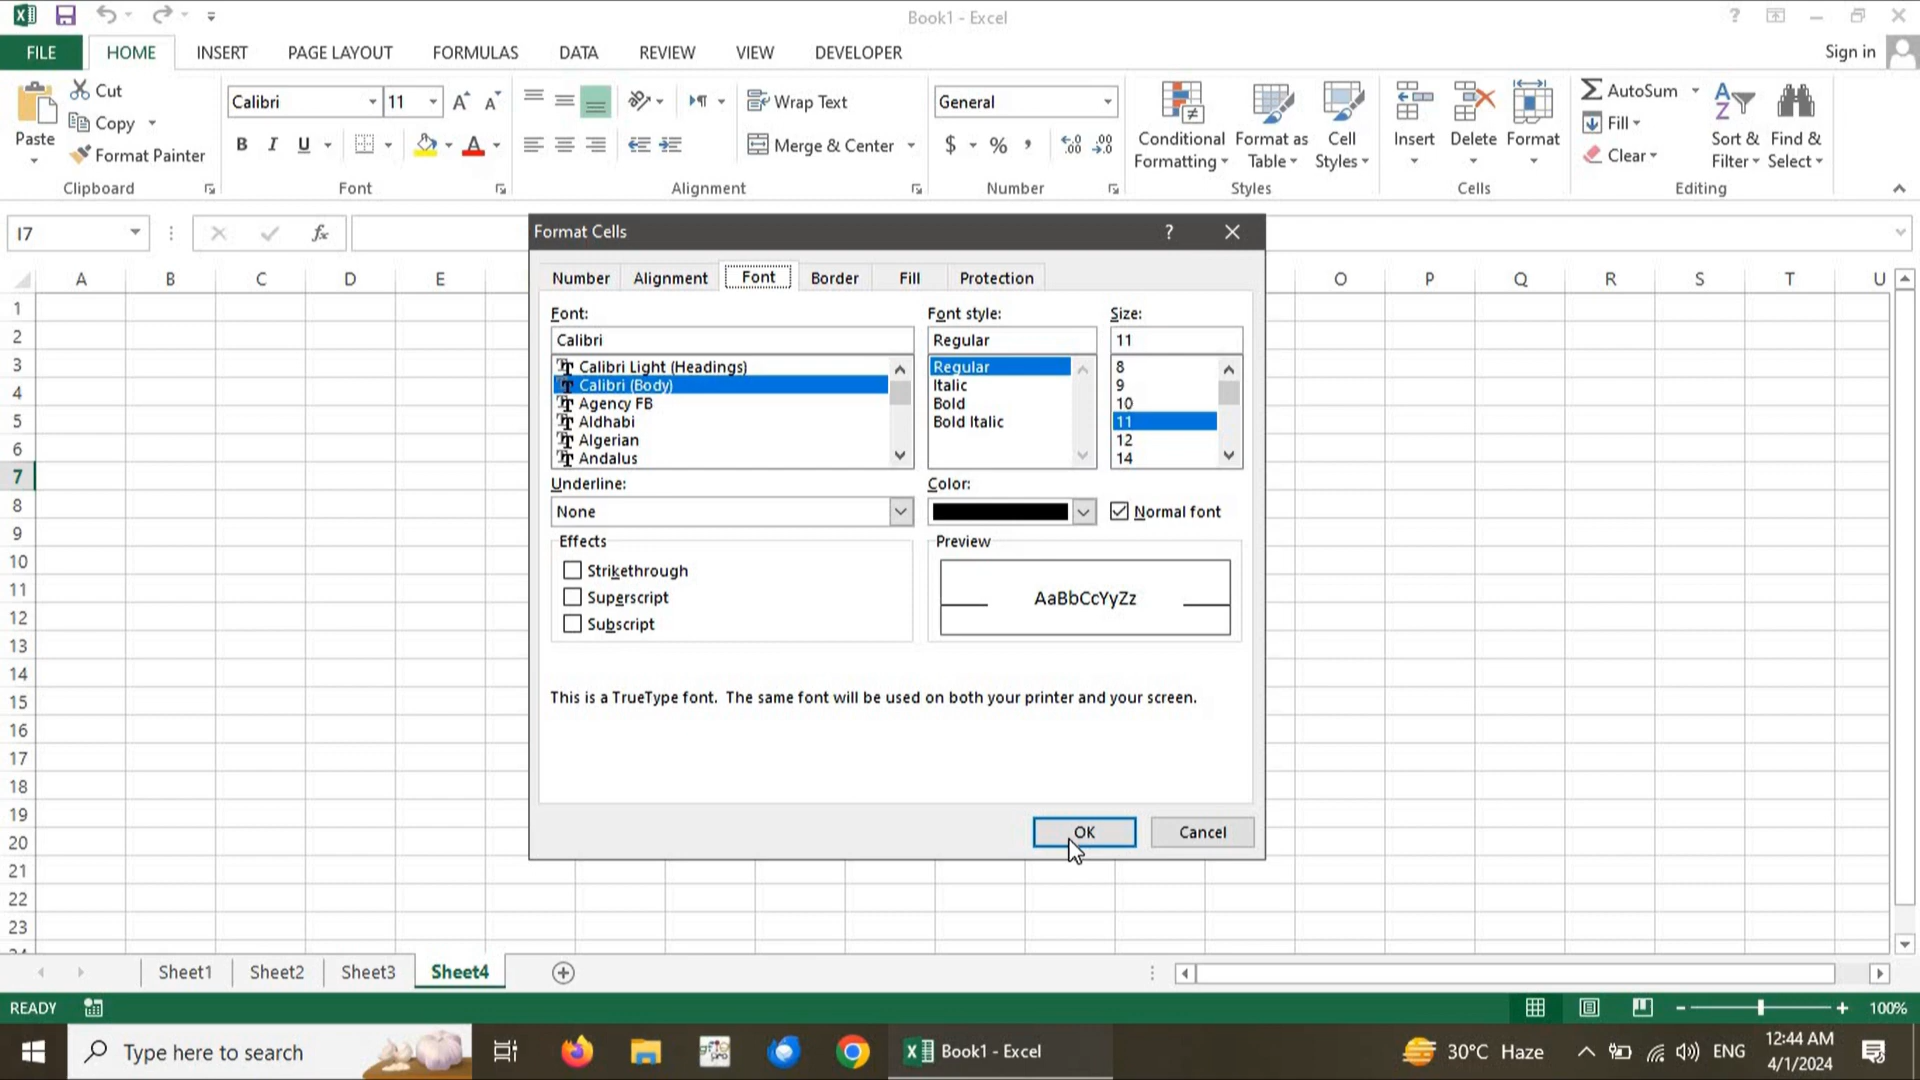 Book1 - Excel
FILE HOME INSERT PAGE LAYOUT FORMULAS DATA REVIEW VIEW DEVELOPER Sign in
Paste Cut Copy Format Painter Clipboard
Calibri 11 B I U A Font
Wrap Text Merge & Center Alignment
General $ % , Number
Conditional Formatting Format as Table Cell Styles Styles
Insert Delete Format Cells
AutoSum Fill Clear Sort & Filter Find & Select Editing
I7 fx
A B C D E O P Q R S T U
1
2
3
4
5
6
7
8
9
10
11
12
13
14
15
16
17
18
19
20
21
22
23
Format Cells ?
Number Alignment Font Border Fill Protection
Font: Font style: Size:
Calibri Regular 11
Calibri Light (Headings) Regular 8
Calibri (Body) Italic 9
Agency FB Bold 10
Aldhabi Bold Italic 11
Algerian 12
Andalus 14
Underline: Color:
None Normal font
Effects Preview
Strikethrough
Superscript AaBbCcYyZz
Subscript
This is a TrueType font. The same font will be used on both your printer and your screen.
OK Cancel
Sheet1 Sheet2 Sheet3 Sheet4
READY 100%
Type here to search Book1 - Excel 30°C Haze ENG 12:44 AM
4/1/2024